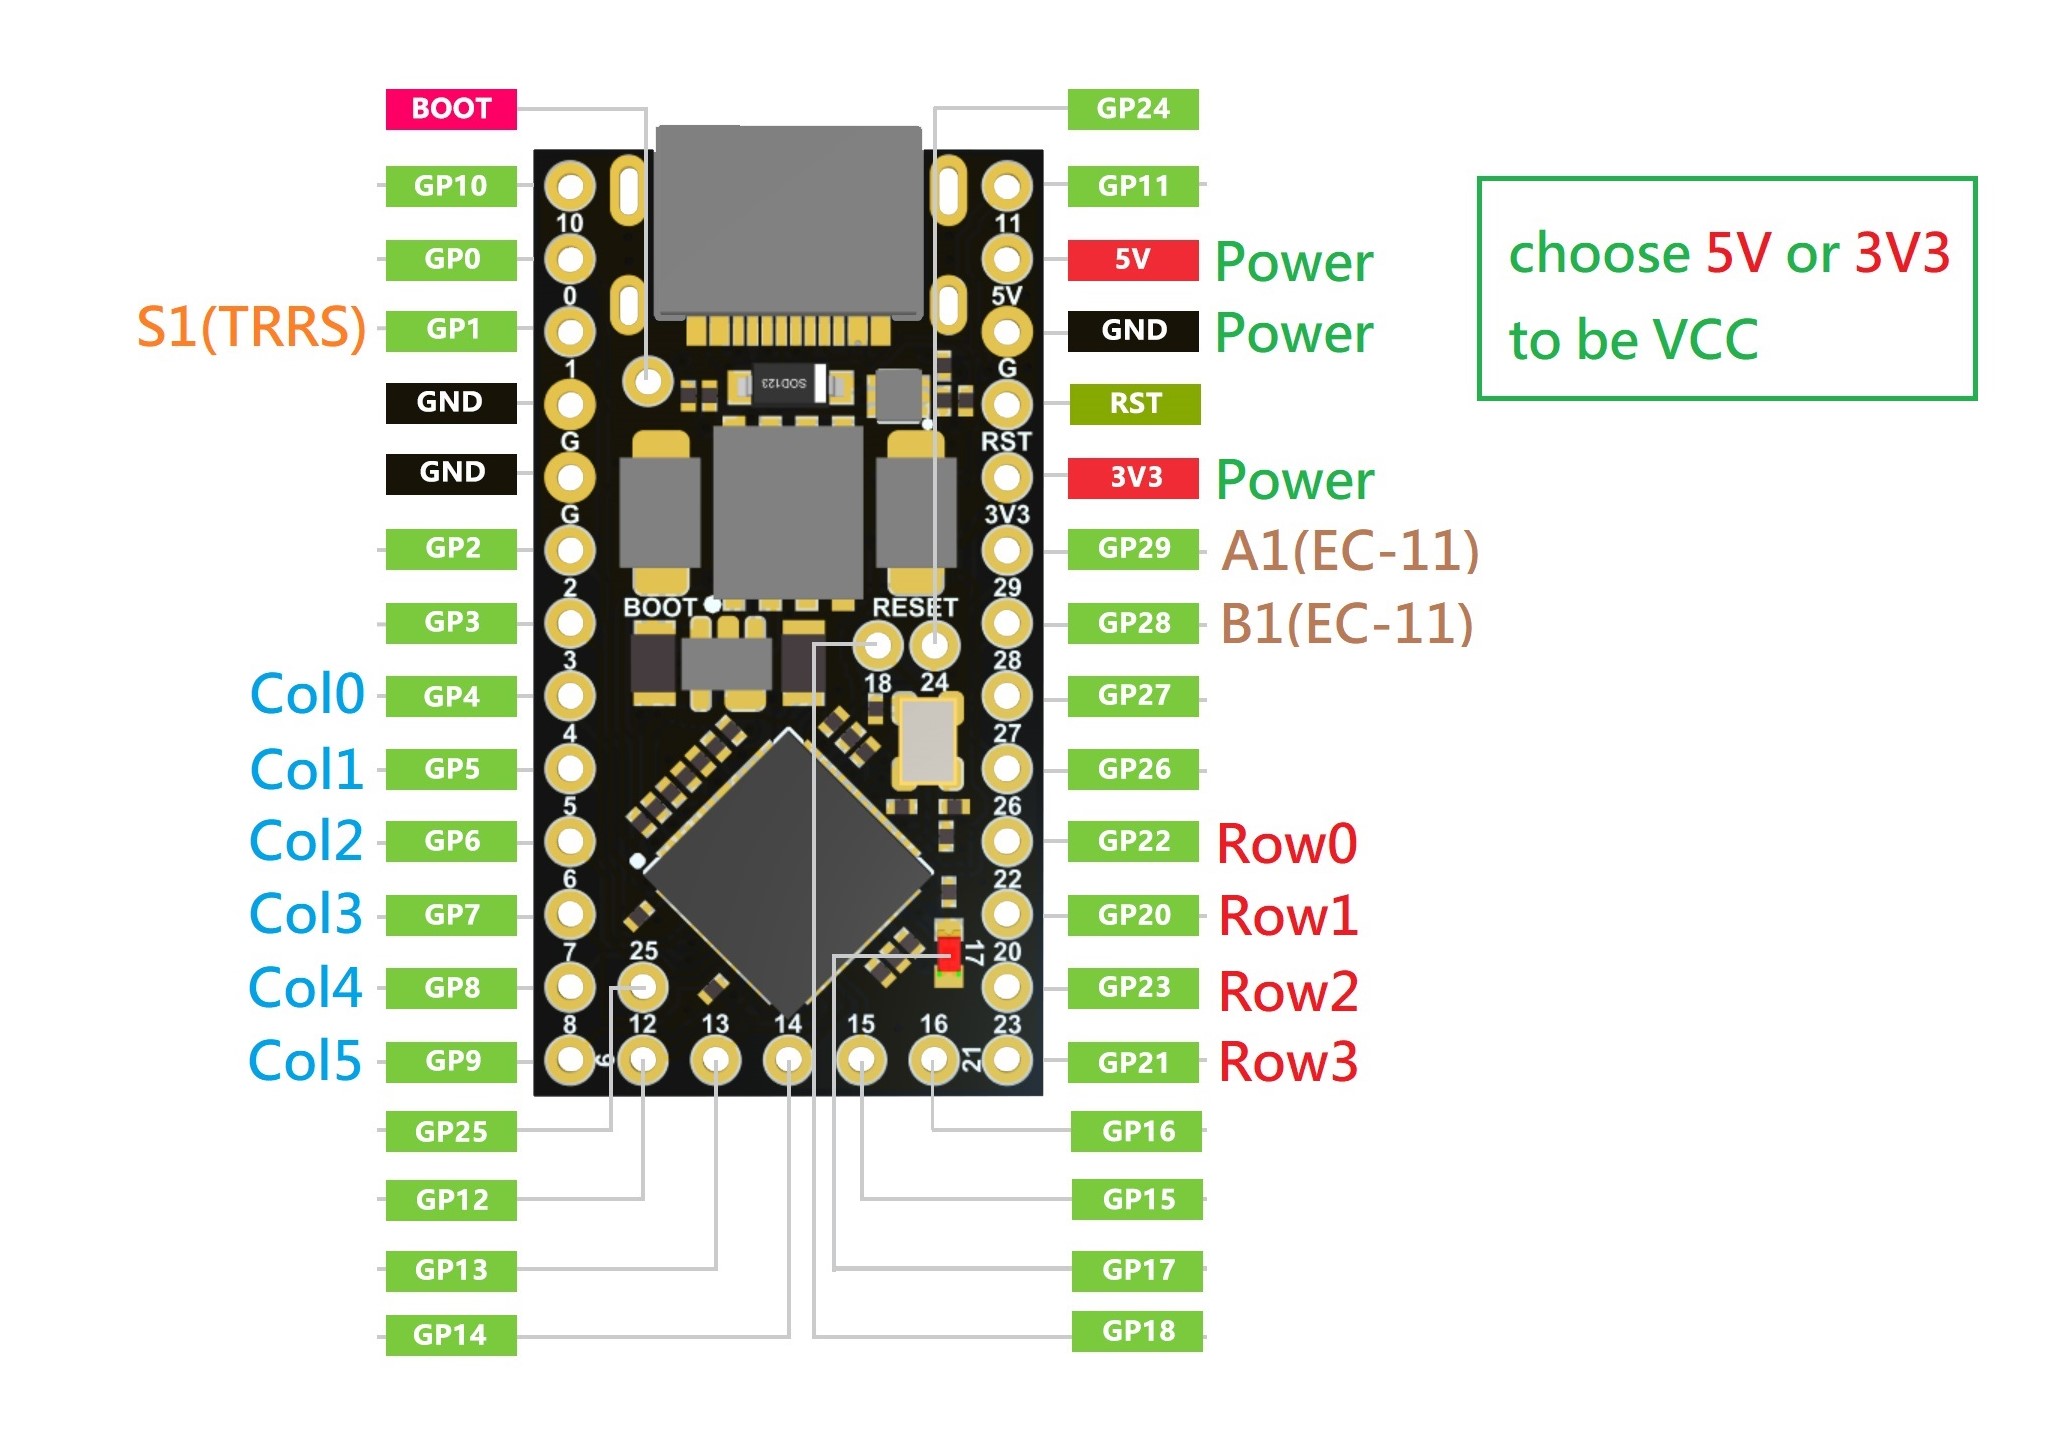 BOOT
GP24
GP10
GP11
10
11
GP0
5V
Power
choose 5V or 3V3
0
5V
S1(TRRS)
GP1
GND
Power
to be VCC
1
G
SOD123
GND
RST
G
RST
GND
3V3
Power
G
3V3
GP2
GP29
A1(EC-11)
2
29
BOOT
RESET
GP3
GP28
B1(EC-11)
3
28
18
24
Col0
GP4
GP27
4
27
Col1
GP5
GP26
5
26
Col2
GP6
GP22
Row0
6
22
Col3
GP7
GP20
Row1
7
25
17
20
Col4
GP8
GP23
Row2
8
12
13
14
15
16
23
Col5
GP9
9
21
GP21
Row3
GP25
GP16
GP12
GP15
GP13
GP17
GP14
GP18